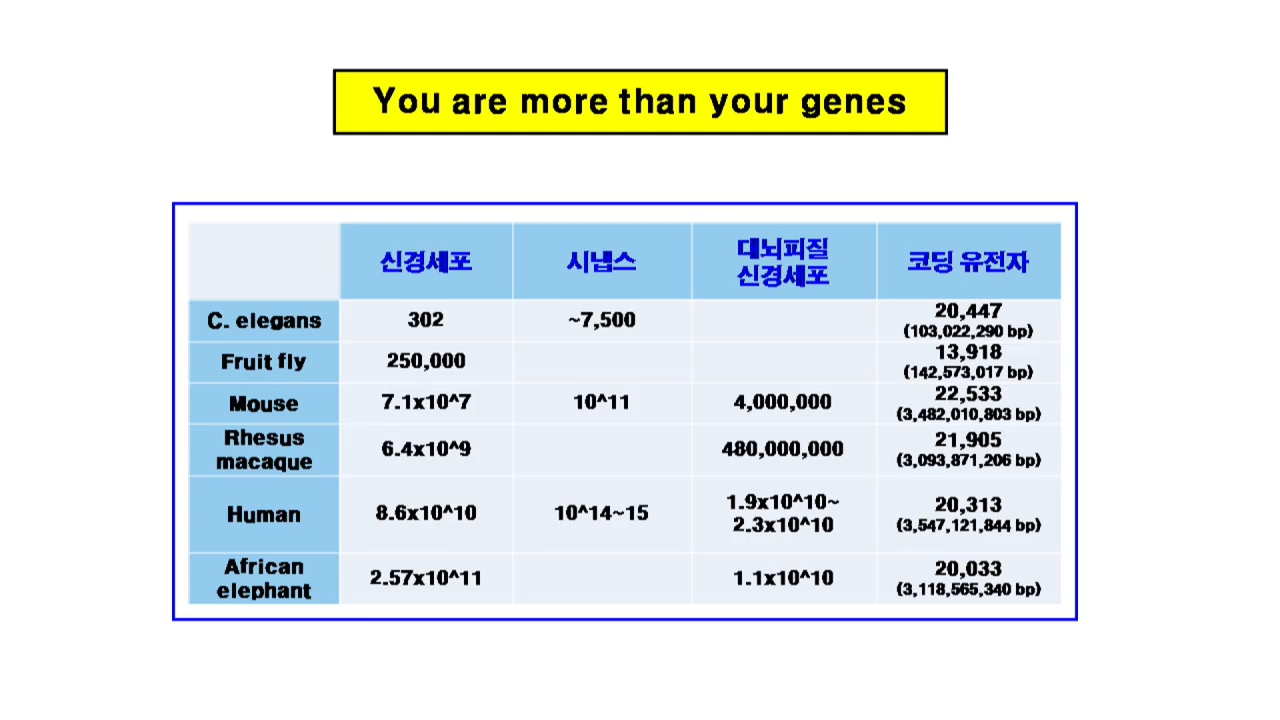 You are more than your genes
신경세포 시냅스 대뇌피질 신경세포 코딩 유전자
C. elegans 302 ~7,500 20,447
(103,022,290 bp)
Fruit fly 250,000 13,918
(142,573,017 bp)
Mouse 7.1x10^7 10^11 4,000,000 22,533
(3,482,010,803 bp)
Rhesus macaque 6.4x10^9 480,000,000 21,905
(3,093,871,206 bp)
Human 8.6x10^10 10^14~15 1.9x10^10~ 2.3x10^10 20,313
(3,547,121,844 bp)
African elephant 2.57x10^11 1.1x10^10 20,033
(3,118,565,340 bp)